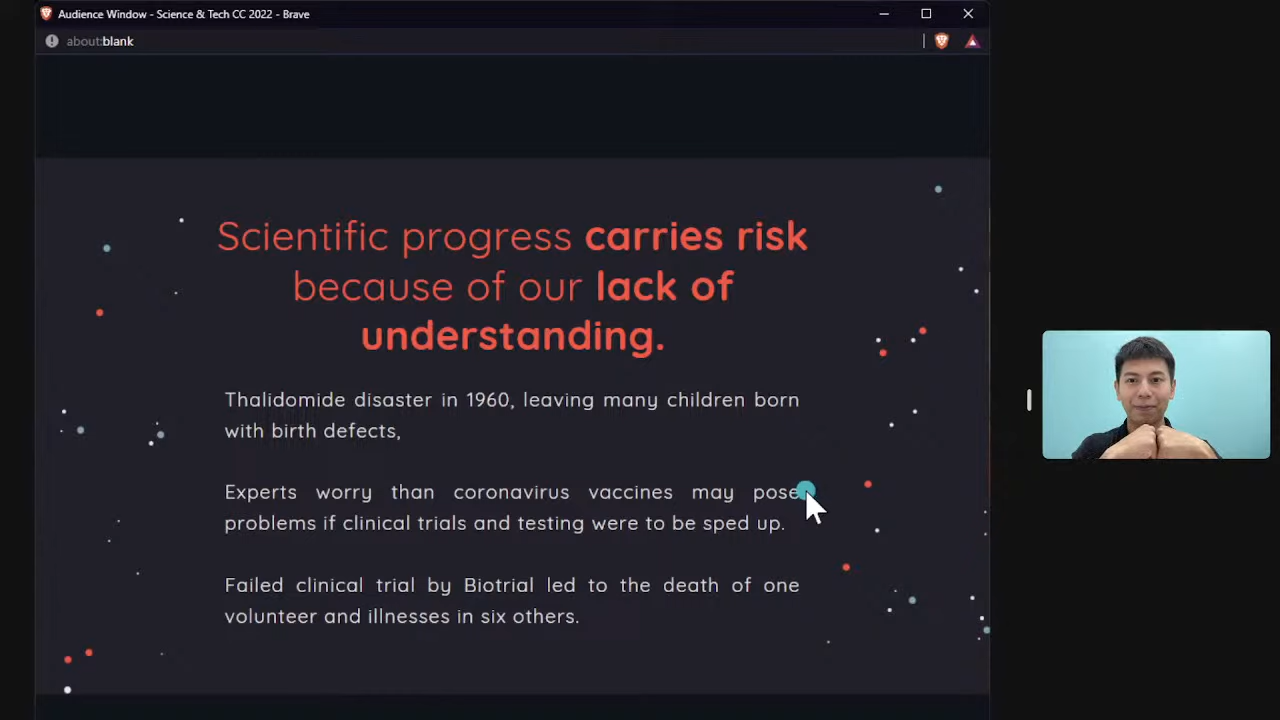 Audience Window - Science & Tech CC 2022 - Brave
about:blank
Scientific progress carries risk
because of our lack of
understanding.
Thalidomide disaster in 1960, leaving many children born
with birth defects,
Experts worry than coronavirus vaccines may pose
problems if clinical trials and testing were to be sped up.
Failed clinical trial by Biotrial led to the death of one
volunteer and illnesses in six others.